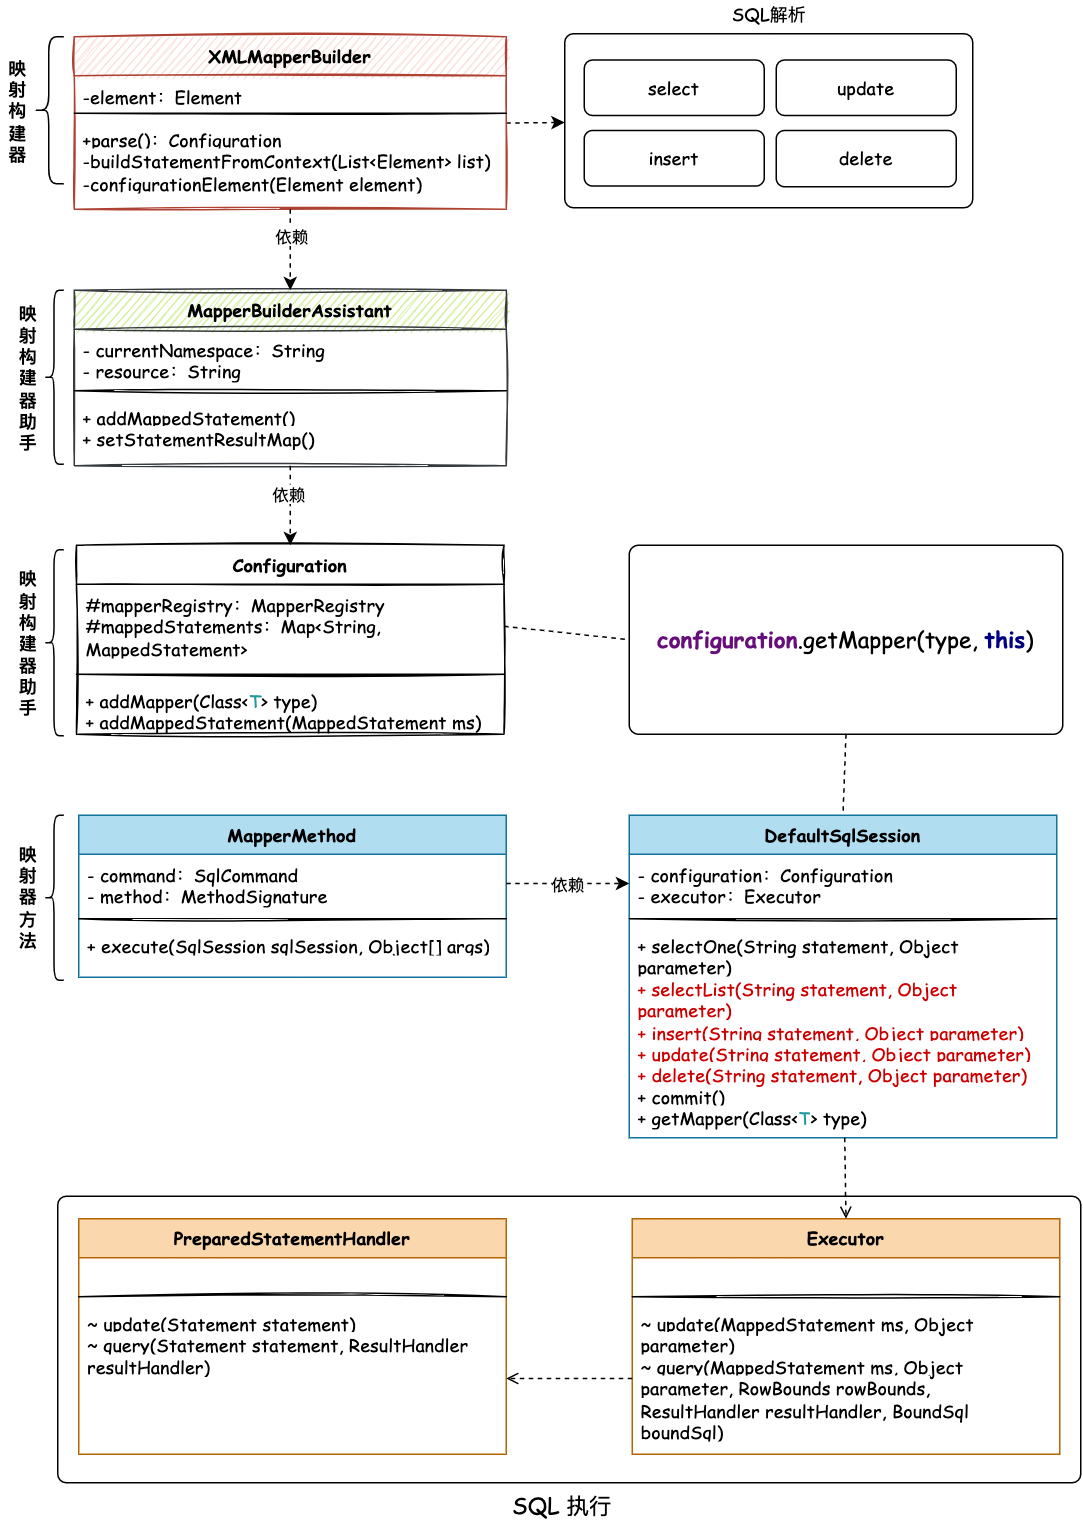 SQL解析
映射构建器
XMLMapperBuilder
-element：Element
+parse()：Configuration
-buildStatementFromContext(List<Element> list)
-configurationElement(Element element)
select
update
insert
delete
依赖
映射构建器助手
MapperBuilderAssistant
- currentNamespace：String
- resource：String
+ addMappedStatement()
+ setStatementResultMap()
依赖
映射构建器助手
Configuration
#mapperRegistry：MapperRegistry
#mappedStatements：Map<String,
MappedStatement>
+ addMapper(Class<T> type)
+ addMappedStatement(MappedStatement ms)
configuration.getMapper(type, this)
映射器方法
MapperMethod
- command：SqlCommand
- method：MethodSignature
+ execute(SqlSession sqlSession, Object[] args)
依赖
DefaultSqlSession
- configuration：Configuration
- executor：Executor
+ selectOne(String statement, Object
parameter)
+ selectList(String statement, Object
parameter)
+ insert(String statement, Object parameter)
+ update(String statement, Object parameter)
+ delete(String statement, Object parameter)
+ commit()
+ getMapper(Class<T> type)
PreparedStatementHandler
~ update(Statement statement)
~ query(Statement statement, ResultHandler
resultHandler)
Executor
~ update(MappedStatement ms, Object
parameter)
~ query(MappedStatement ms, Object
parameter, RowBounds rowBounds,
ResultHandler resultHandler, BoundSql
boundSql)
SQL 执行